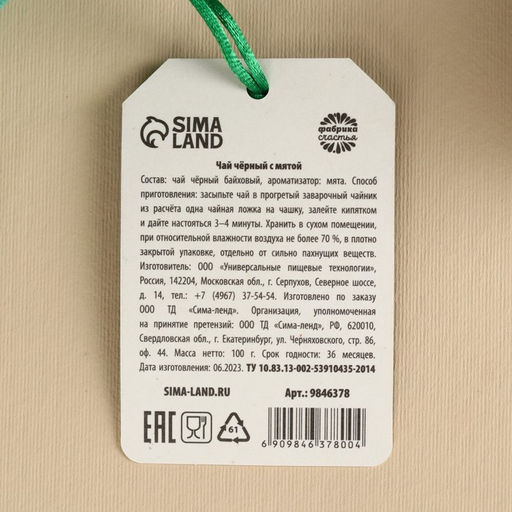 SIMA
LAND
фабрика
счастья
Чай чёрный с мятой
Состав: чай чёрный байховый, ароматизатор: мята. Способ
приготовления: засыпьте чай в прогретый заварочный чайник
из расчёта одна чайная ложка на чашку, залейте кипятком
и дайте настояться 3–4 минуты. Хранить в сухом помещении,
при относительной влажности воздуха не более 70 %, в плотно
закрытой упаковке, отдельно от сильно пахнущих веществ.
Изготовитель: ООО «Универсальные пищевые технологии»,
Россия, 142204, Московская обл., г. Серпухов, Северное шоссе,
д. 14, тел.: +7 (4967) 37-54-54. Изготовлено по заказу
ООО ТД «Сима-ленд». Организация, уполномоченная
на принятие претензий: ООО ТД «Сима-ленд», РФ, 620010,
Свердловская обл., г. Екатеринбург, ул. Черняховского, стр. 86,
оф. 44. Масса нетто: 100 г. Срок годности: 36 месяцев.
Дата изготовления: 06.2023. ТУ 10.83.13-002-53910435-2014
SIMA-LAND.RU
Арт.: 9846378
EAC
61
6 909846 378004